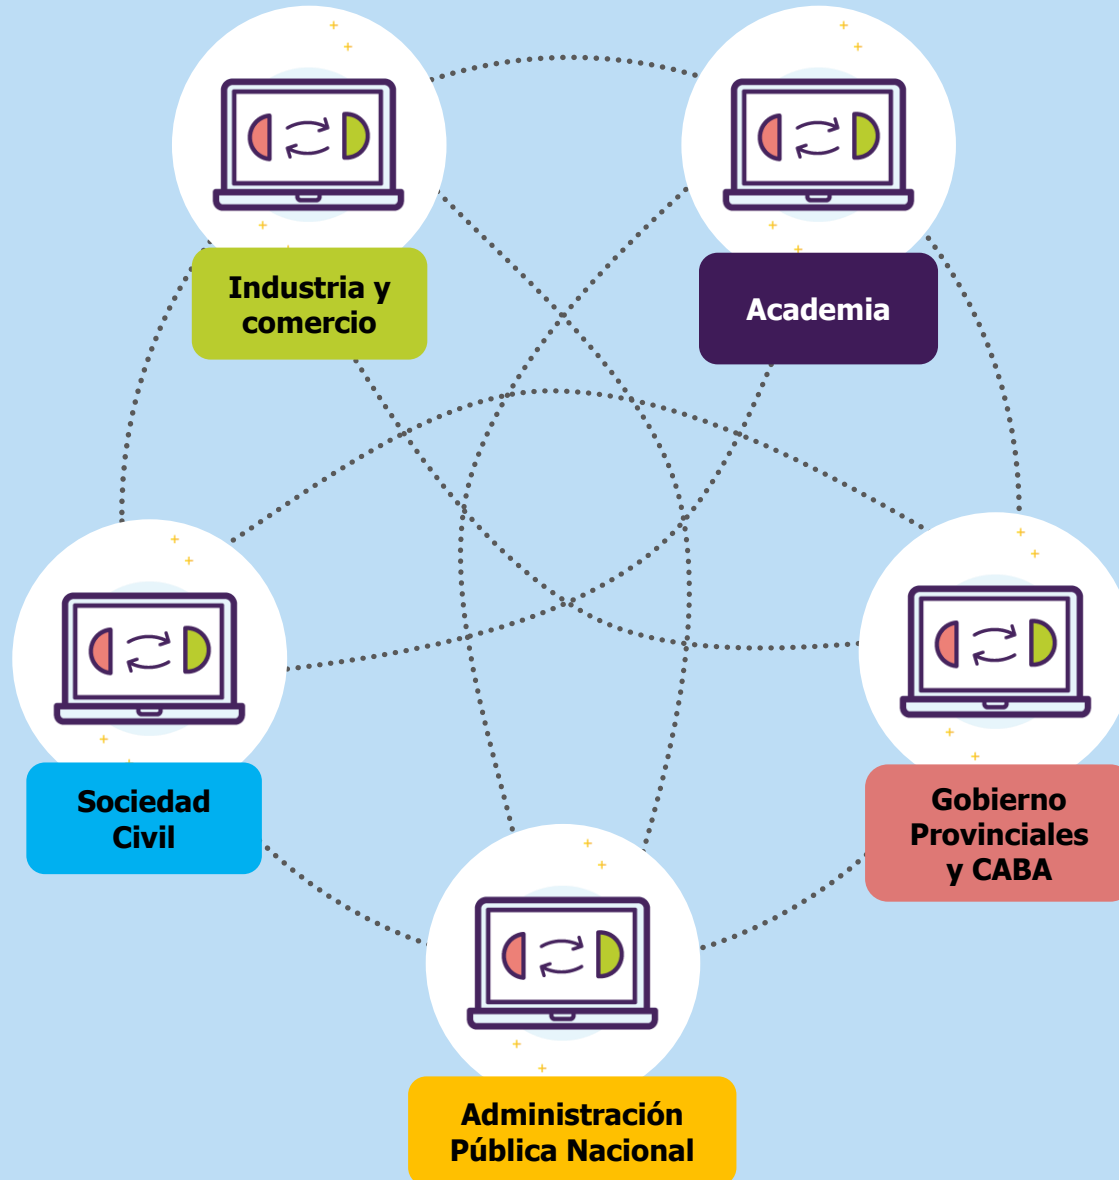 Industria y
comercio
Academia
Sociedad
Civil
Gobierno
Provinciales
y CABA
Administración
Pública Nacional